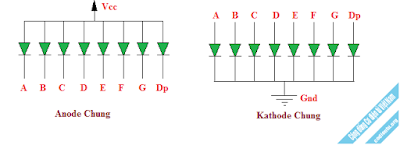 Vcc
A B C D E F G Dp
A B C D E F G Dp
Gnd
Anode Chung
Kathode Chung